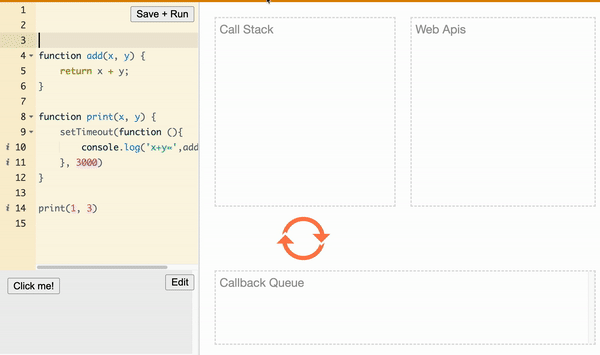 1
Save + Run
2
3
4 function add(x, y) {
5 return x + y;
6 }
7
8 function print(x, y) {
9 setTimeout(function (){
i 10 console.log('x+y=',add
i 11 }, 3000)
12 }
13
i 14 print(1, 3)
15
Click me!
Edit
Call Stack
Web Apis
Callback Queue